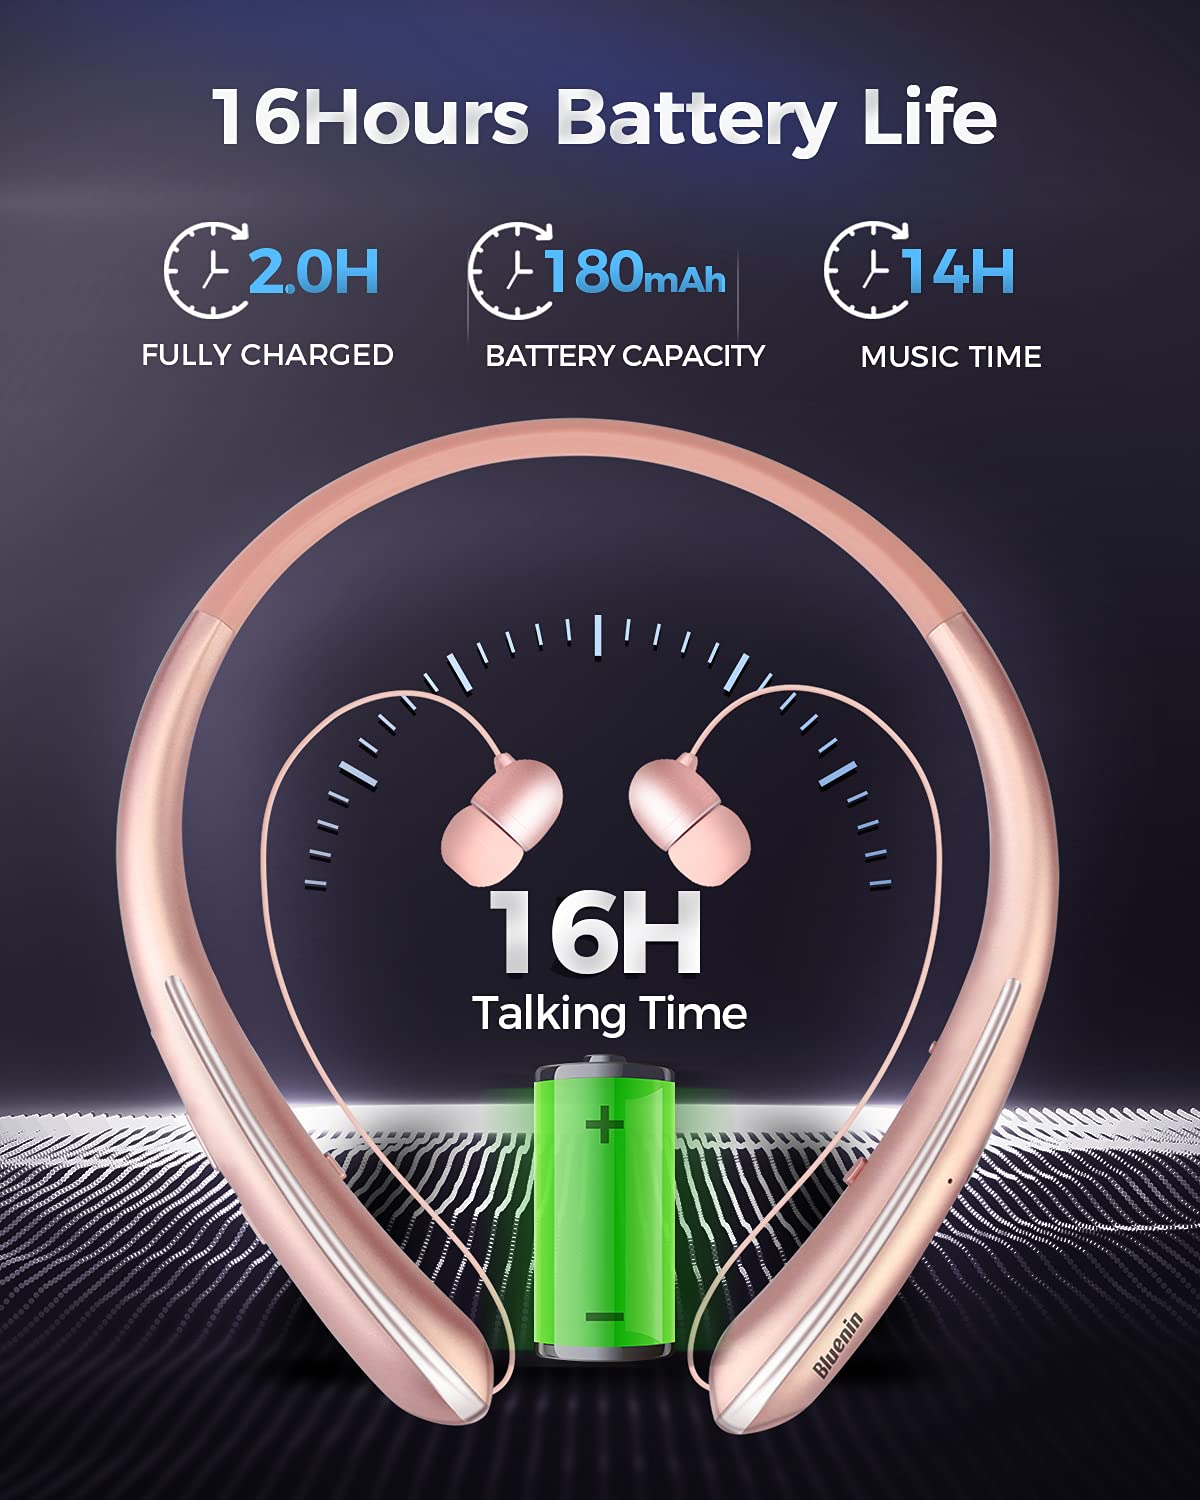 16Hours Battery Life
2.0H
180mAh
14H
FULLY CHARGED
BATTERY CAPACITY
MUSIC TIME
16H
Talking Time
+
−
Bluenin